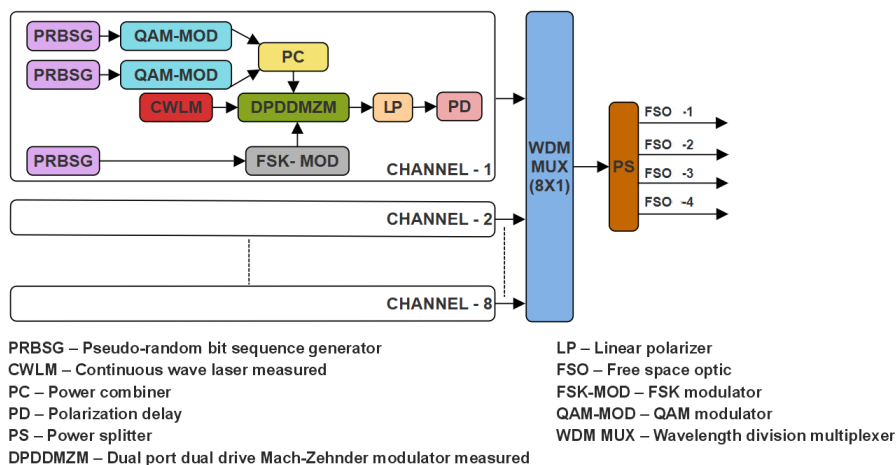 PRBSG QAM-MOD
PC
PRBSG QAM-MOD
CWLM DPDDMZM LP PD
PRBSG FSK- MOD
CHANNEL - 1
CHANNEL - 2
CHANNEL - 8
WDM
MUX
(8X1)
PS
FSO -1
FSO -2
FSO -3
FSO -4
PRBSG – Pseudo-random bit sequence generator
CWLM – Continuous wave laser measured
PC – Power combiner
PD – Polarization delay
PS – Power splitter
DPDDMZM – Dual port dual drive Mach-Zehnder modulator measured
LP – Linear polarizer
FSO – Free space optic
FSK-MOD – FSK modulator
QAM-MOD – QAM modulator
WDM MUX – Wavelength division multiplexer